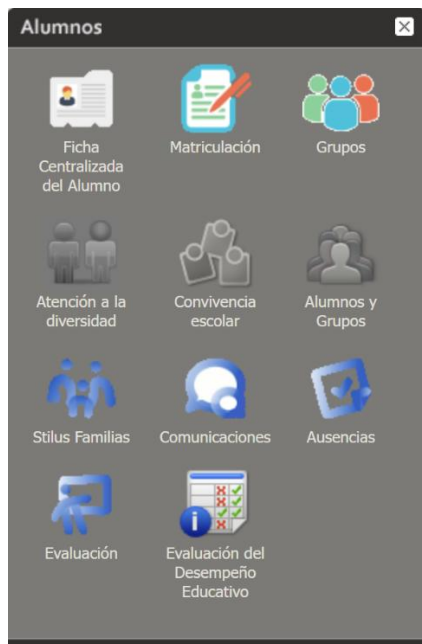 Alumnos
Ficha
Centralizada
del Alumno
Matriculación
Grupos
Atención a la
diversidad
Convivencia
escolar
Alumnos y
Grupos
Stilus Familias
Comunicaciones
Ausencias
Evaluación
Evaluación del
Desempeño
Educativo